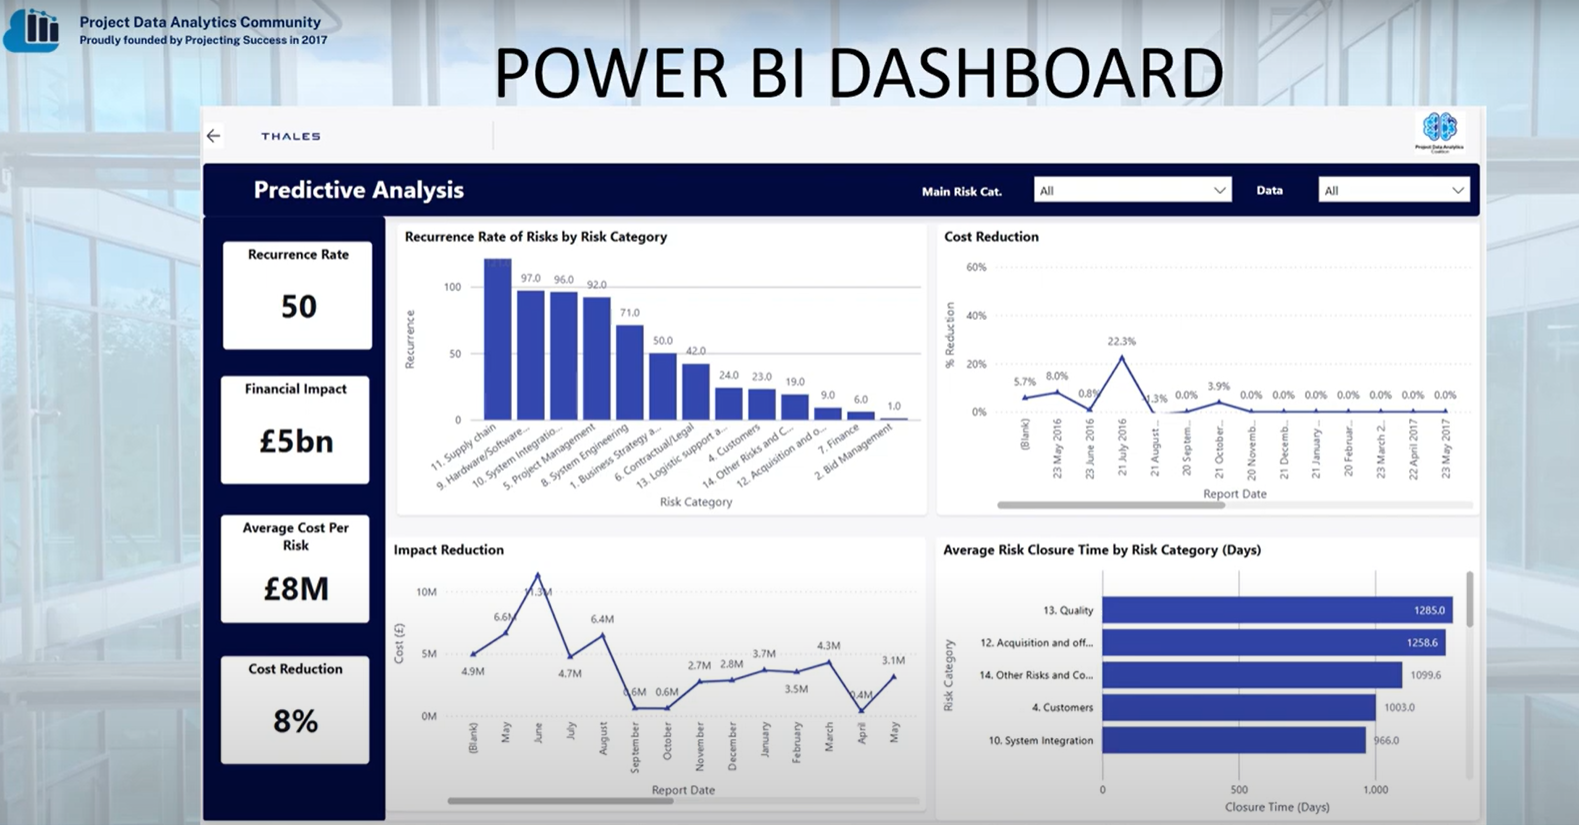 Project Data Analytics Community
Proudly founded by Projecting Success in 2017
POWER BI DASHBOARD
THALES
Project Data Analytics
Coalition
Predictive Analysis
Main Risk Cat.
All
Data
All
Recurrence Rate
50
Financial Impact
£5bn
Average Cost Per
Risk
£8M
Cost Reduction
8%
Recurrence Rate of Risks by Risk Category
Recurrence
100
50
0
97.0
96.0
92.0
71.0
50.0
42.0
24.0
23.0
19.0
9.0
6.0
1.0
11. Supply chain
9. Hardware/Software...
10. System Integratio...
5. Project Management
8. System Engineering
1. Business Strategy a...
6. Contractual/Legal
13. Logistic support a...
4. Customers
14. Other Risks and C...
12. Acquisition and o...
7. Finance
2. Bid Management
Risk Category
Cost Reduction
% Reduction
60%
40%
20%
0%
5.7%
8.0%
0.8%
22.3%
0.0%
3.9%
0.0%
0.0%
0.0%
0.0%
0.0%
0.0%
0.0%
(Blank)
23 May 2016
23 June 2016
21 July 2016
21 August...
20 Septem...
21 October...
20 Novemb...
21 Decemb...
21 January ...
20 Februar...
23 March 2...
22 April 2017
23 May 2017
Report Date
Impact Reduction
Cost (£)
10M
5M
0M
4.9M
6.6M
11.3M
4.7M
6.4M
0.6M
0.6M
2.7M
2.8M
3.7M
3.5M
4.3M
0.4M
3.1M
(Blank)
May
June
July
August
September
October
November
December
January
February
March
April
May
Report Date
Average Risk Closure Time by Risk Category (Days)
Risk Category
13. Quality
1285.0
12. Acquisition and off...
1258.6
14. Other Risks and Co...
1099.6
4. Customers
1003.0
10. System Integration
966.0
0
500
1,000
Closure Time (Days)